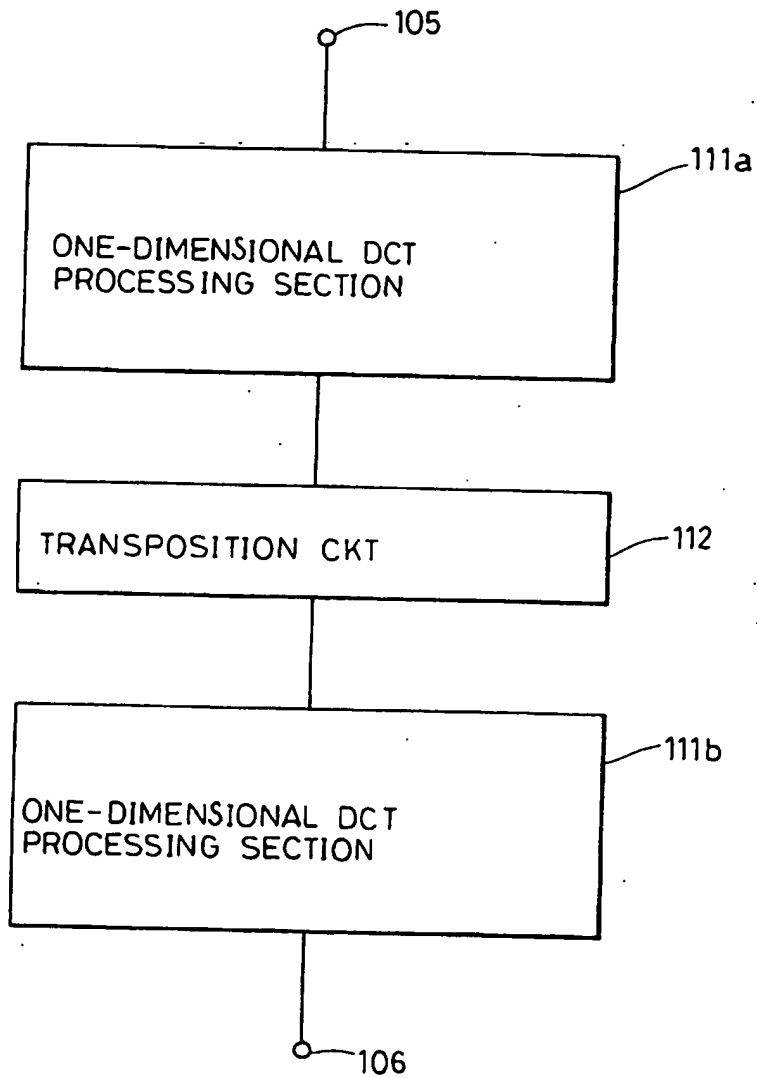 105
111a
ONE-DIMENSIONAL DCT
PROCESSING SECTION
TRANSPOSITION CKT
112
111b
ONE-DIMENSIONAL DCT
PROCESSING SECTION
106